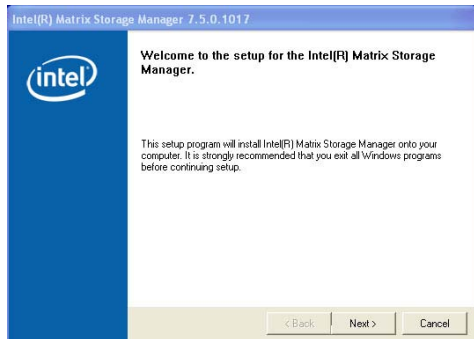 Intel(R) Matrix Storage Manager 7.5.0.1017
intel
Welcome to the setup for the Intel(R) Matrix Storage
Manager.
This setup program will install Intel(R) Matrix Storage Manager onto your
computer. It is strongly recommended that you exit all Windows programs
before continuing setup.
< Back Next > Cancel